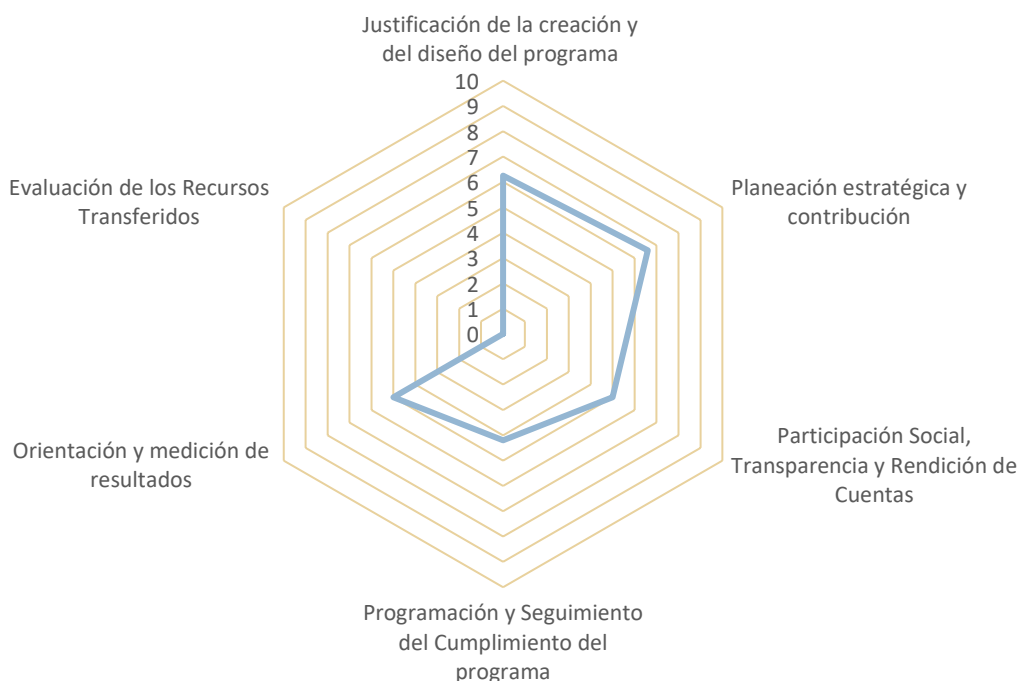 Justificación de la creación y
del diseño del programa
10
9
8
7
6
5
4
3
2
1
0
Planeación estratégica y
contribución
Participación Social,
Transparencia y Rendición de
Cuentas
Programación y Seguimiento
del Cumplimiento del
programa
Orientación y medición de
resultados
Evaluación de los Recursos
Transferidos